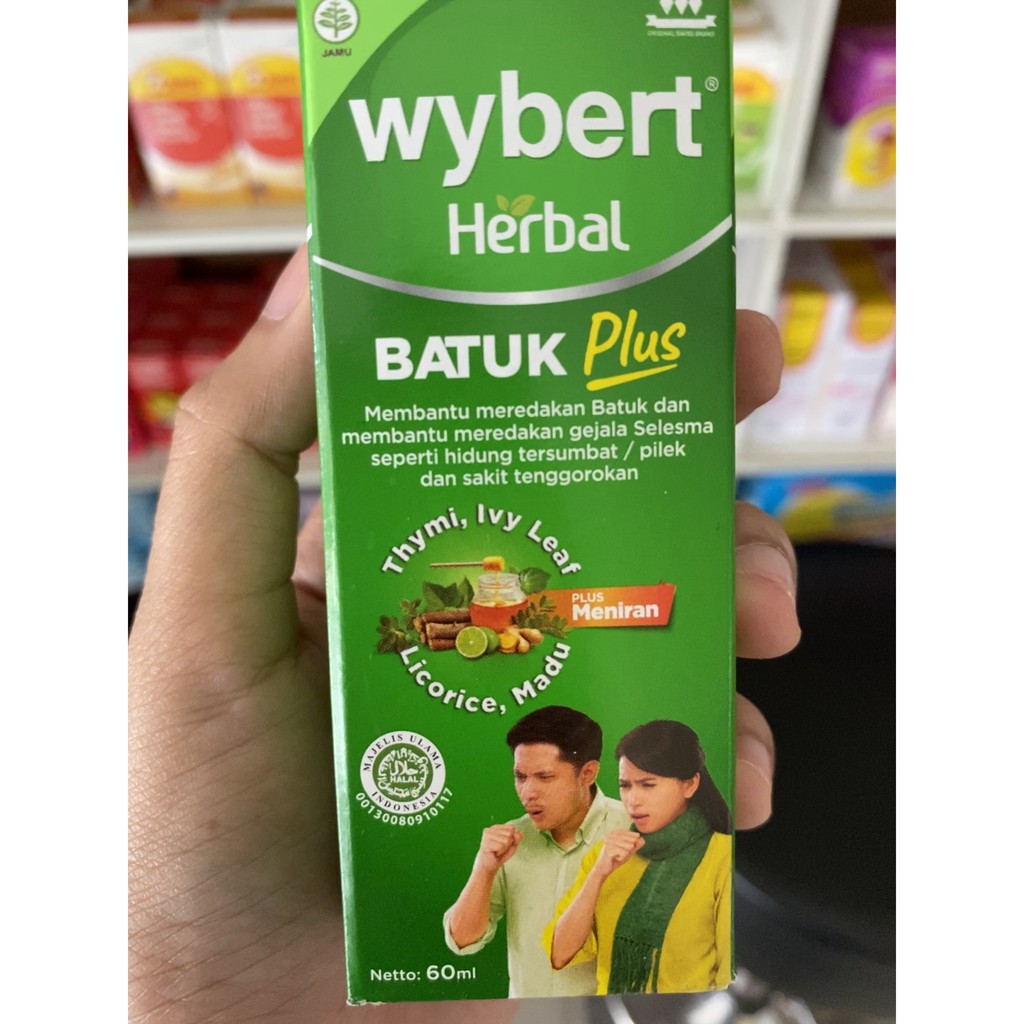 JAMU
wybert®
Herbal
BATUK Plus
Membantu meredakan Batuk dan
membantu meredakan gejala Selesma
seperti hidung tersumbat / pilek
dan sakit tenggorokan
Thymi, Ivy Leaf
PLUS
Meniran
Licorice, Madu
MAJELIS ULAMA
حلال
HALAL
INDONESIA
00130080910117
Netto: 60ml